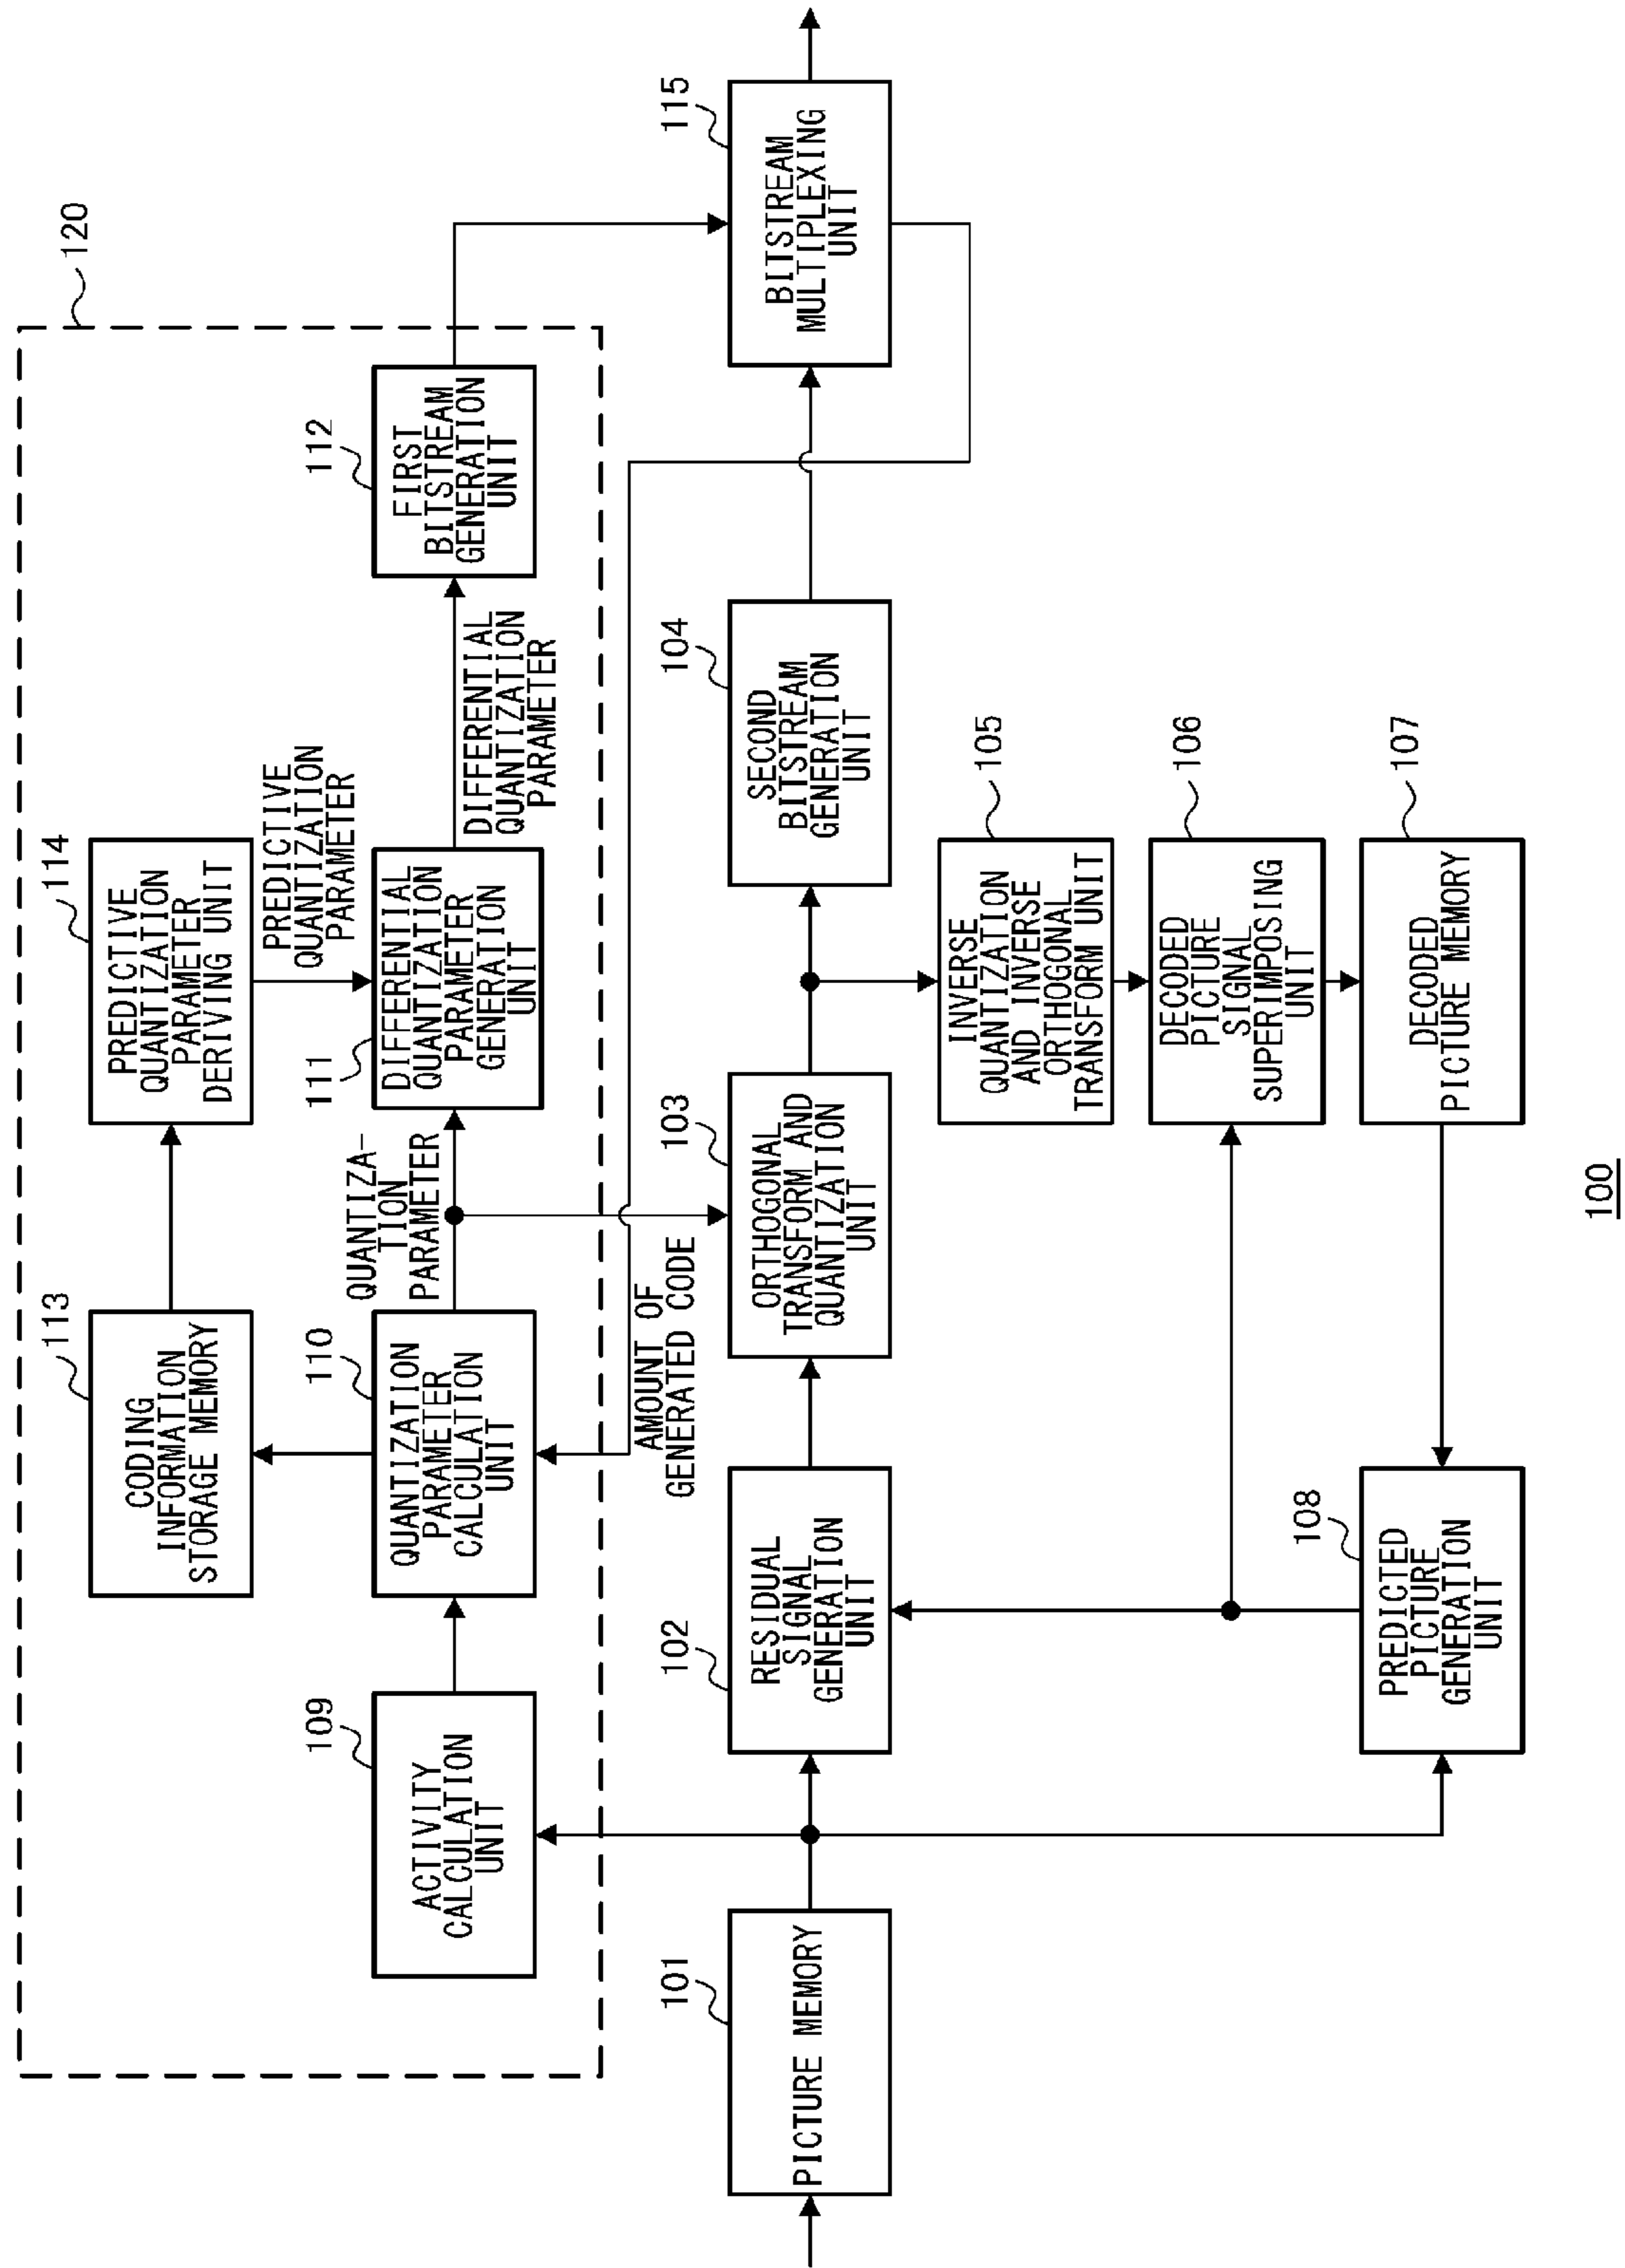 120
114
PREDICTIVE
QUANTIZATION
PARAMETER
DERIVING UNIT
113
CODING
INFORMATION
STORAGE MEMORY
PREDICTIVE
QUANTIZATION
PARAMETER
109
ACTIVITY
CALCULATION
UNIT
110
QUANTIZATION
PARAMETER
CALCULATION
UNIT
QUANTIZA-
TION
PARAMETER
111
DIFFERENTIAL
QUANTIZATION
PARAMETER
GENERATION
UNIT
DIFFERENTIAL
QUANTIZATION
PARAMETER
112
FIRST
BITSTREAM
GENERATION
UNIT
AMOUNT OF
GENERATED CODE
101
PICTURE MEMORY
102
RESIDUAL
SIGNAL
GENERATION
UNIT
103
ORTHOGONAL
TRANSFORM AND
QUANTIZATION
UNIT
104
SECOND
BITSTREAM
GENERATION
UNIT
115
BITSTREAM
MULTIPLEXING
UNIT
105
INVERSE
QUANTIZATION
AND INVERSE
ORTHOGONAL
TRANSFORM UNIT
106
DECODED
PICTURE
SIGNAL
SUPERIMPOSING
UNIT
107
DECODED
PICTURE MEMORY
108
PREDICTED
PICTURE
GENERATION
UNIT
100